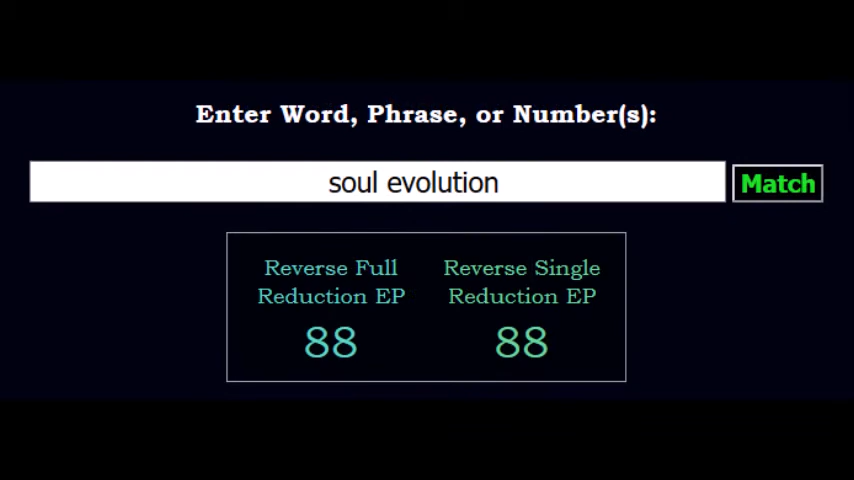 Enter Word, Phrase, or Number(s):
soul evolution
Match
Reverse Full Reverse Single
Reduction EP Reduction EP
88 88